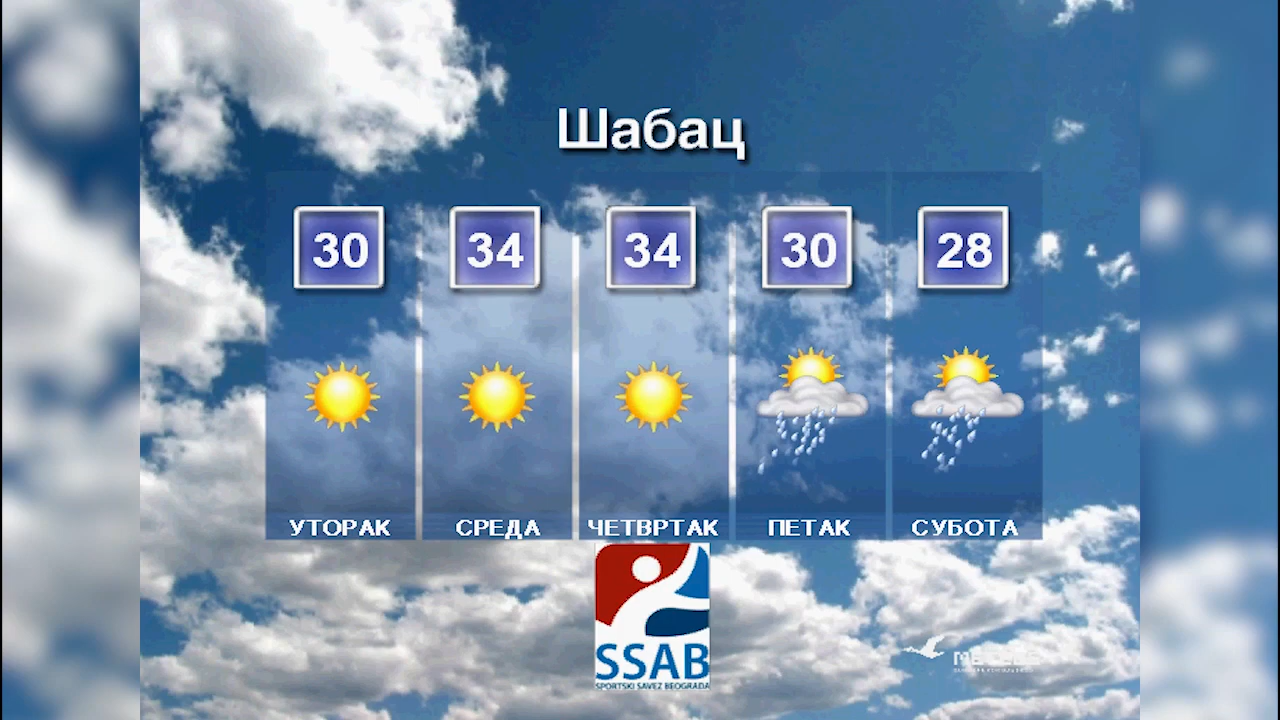 Шабац
30 34 34 30 28
УТОРАК СРЕДА ЧЕТВРТАК ПЕТАК СУБОТА
SSAB
SPORTSKI SAVEZ BEOGRADA